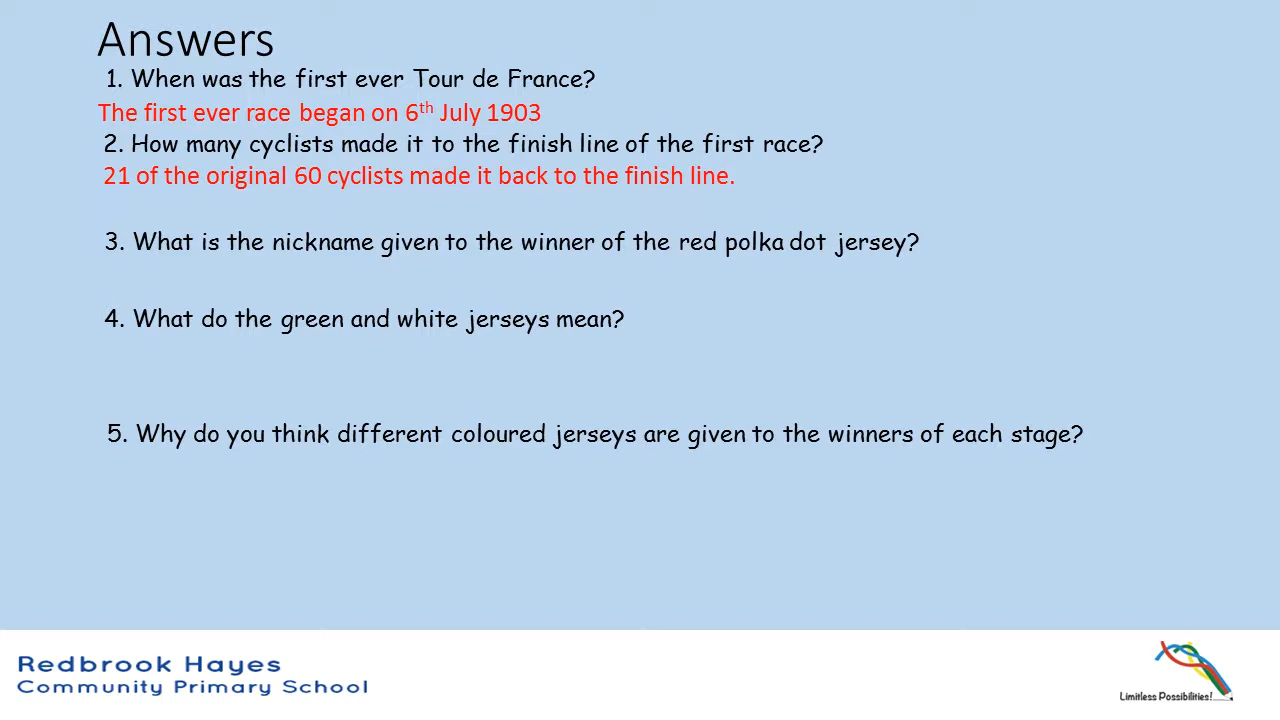 Answers
1. When was the first ever Tour de France?
The first ever race began on 6th July 1903
2. How many cyclists made it to the finish line of the first race?
21 of the original 60 cyclists made it back to the finish line.
3. What is the nickname given to the winner of the red polka dot jersey?
4. What do the green and white jerseys mean?
5. Why do you think different coloured jerseys are given to the winners of each stage?
Redbrook Hayes
Community Primary School
Limitless Possibilities!